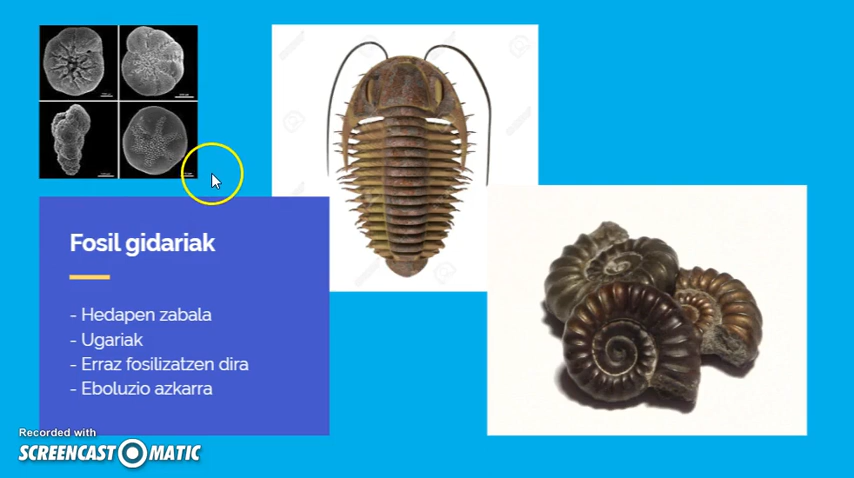 Fosil gidariak
- Hedapen zabala
- Ugariak
- Erraz fosilizatzen dira
- Eboluzio azkarra
Recorded with
SCREENCAST MATIC